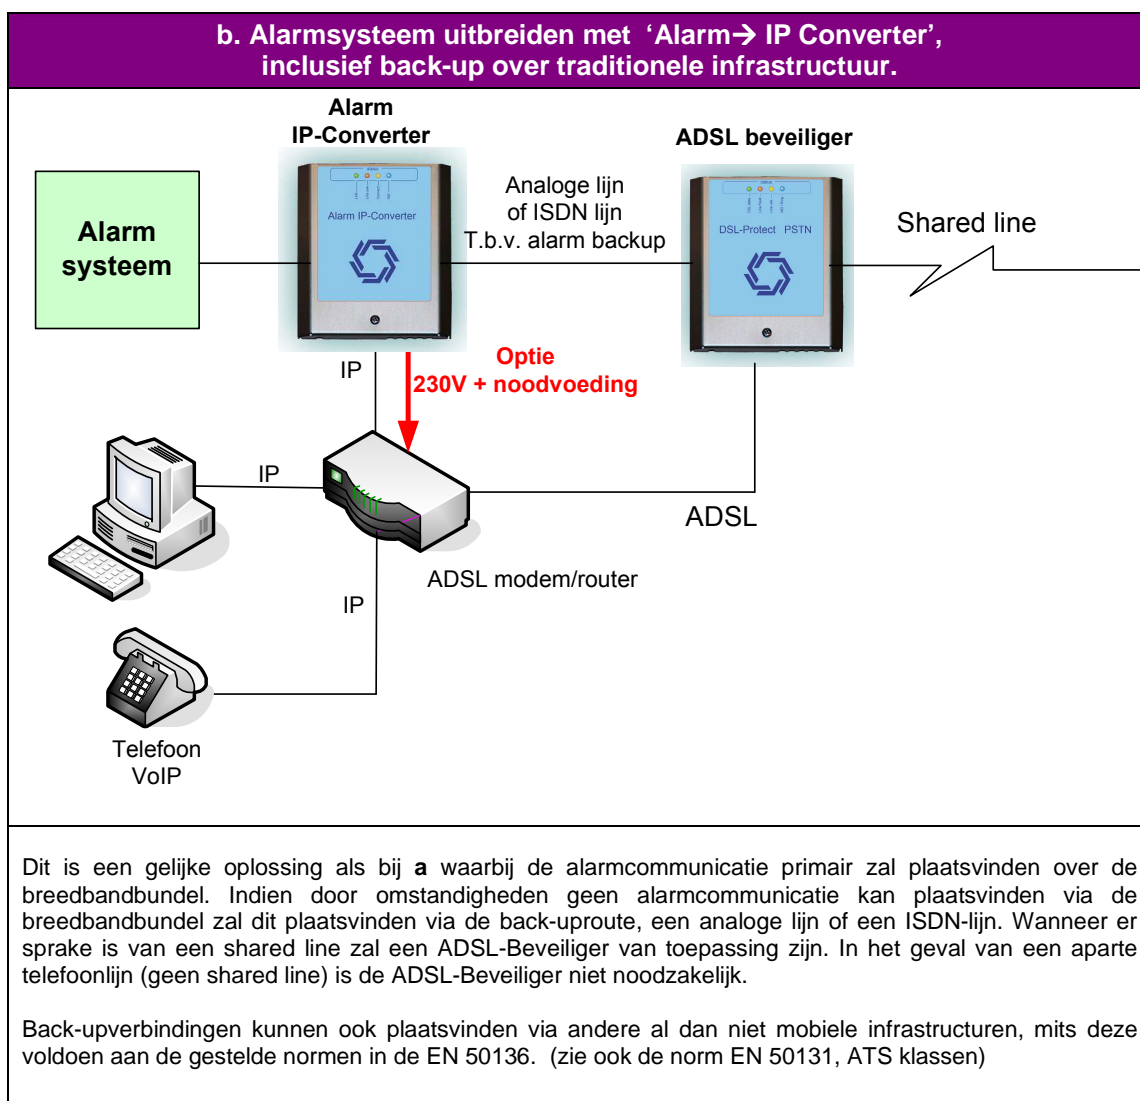 b. Alarmsysteem uitbreiden met ‘Alarm→ IP Converter’,
inclusief back-up over traditionele infrastructuur.
Alarm
IP-Converter
ADSL beveiliger
Alarm
systeem
Alarm IP-Converter
Analoge lijn
of ISDN lijn
T.b.v. alarm backup
DSL-Protect PSTN
Shared line
IP
Optie
230V + noodvoeding
IP
ADSL
ADSL modem/router
IP
Telefoon
VoIP
Dit is een gelijke oplossing als bij a waarbij de alarmcommunicatie primair zal plaatsvinden over de
breedbandbundel. Indien door omstandigheden geen alarmcommunicatie kan plaatsvinden via de
breedbandbundel zal dit plaatsvinden via de back-uproute, een analoge lijn of een ISDN-lijn. Wanneer er
sprake is van een shared line zal een ADSL-Beveiliger van toepassing zijn. In het geval van een aparte
telefoonlijn (geen shared line) is de ADSL-Beveiliger niet noodzakelijk.
Back-upverbindingen kunnen ook plaatsvinden via andere al dan niet mobiele infrastructuren, mits deze
voldoen aan de gestelde normen in de EN 50136. (zie ook de norm EN 50131, ATS klassen)